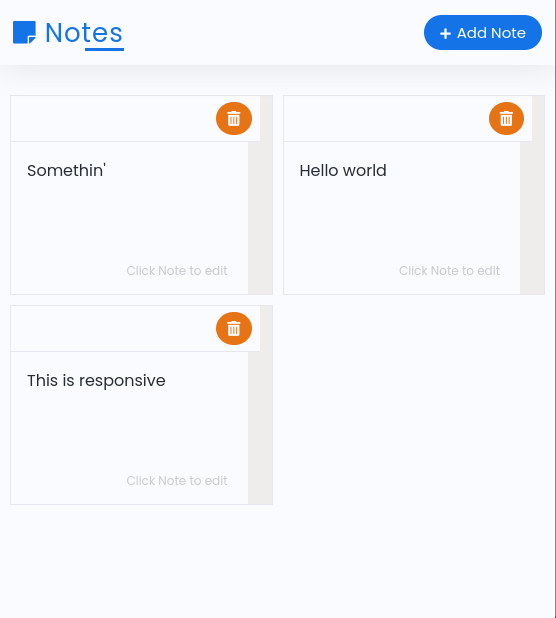 Notes
+ Add Note
Somethin'
Click Note to edit
Hello world
Click Note to edit
This is responsive
Click Note to edit